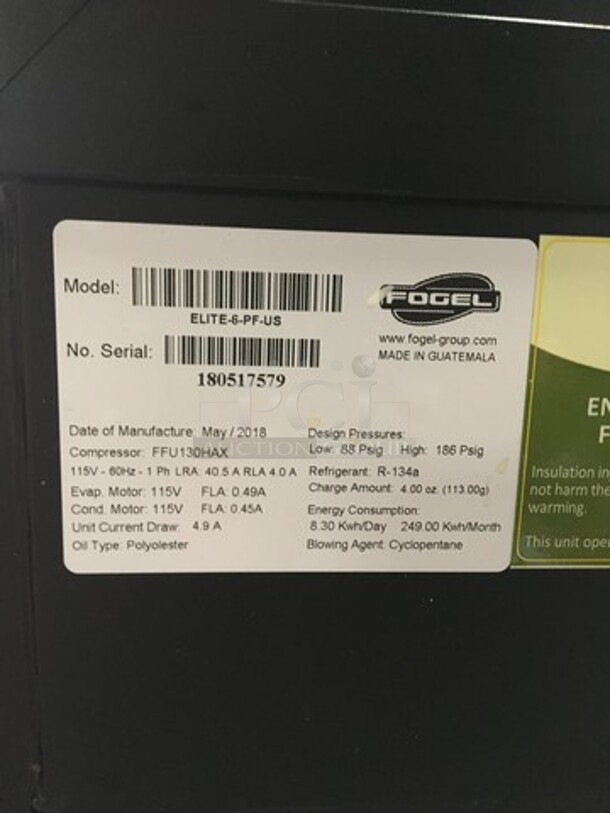 Model:
ELITE-6-PF-US
FOGEL
www.fogel-group.com
MADE IN GUATEMALA
No. Serial:
180517579
Date of Manufacture: May / 2018
Compressor: FFU130HAX
115V - 60Hz - 1 Ph LRA: 40.5 A RLA 4.0 A
Evap. Motor: 115V FLA: 0.49A
Cond. Motor: 115V FLA: 0.45A
Unit Current Draw: 4.9 A
Oil Type: Polyolester
Design Pressures:
Low: 88 Psig High: 186 Psig
Refrigerant: R-134a
Charge Amount: 4.00 oz. (113.00g)
Energy Consumption:
8.30 Kwh/Day 249.00 Kwh/Month
Blowing Agent: Cyclopentane
EN
F
Insulation in
not harm the
warming.
This unit oper
PCI